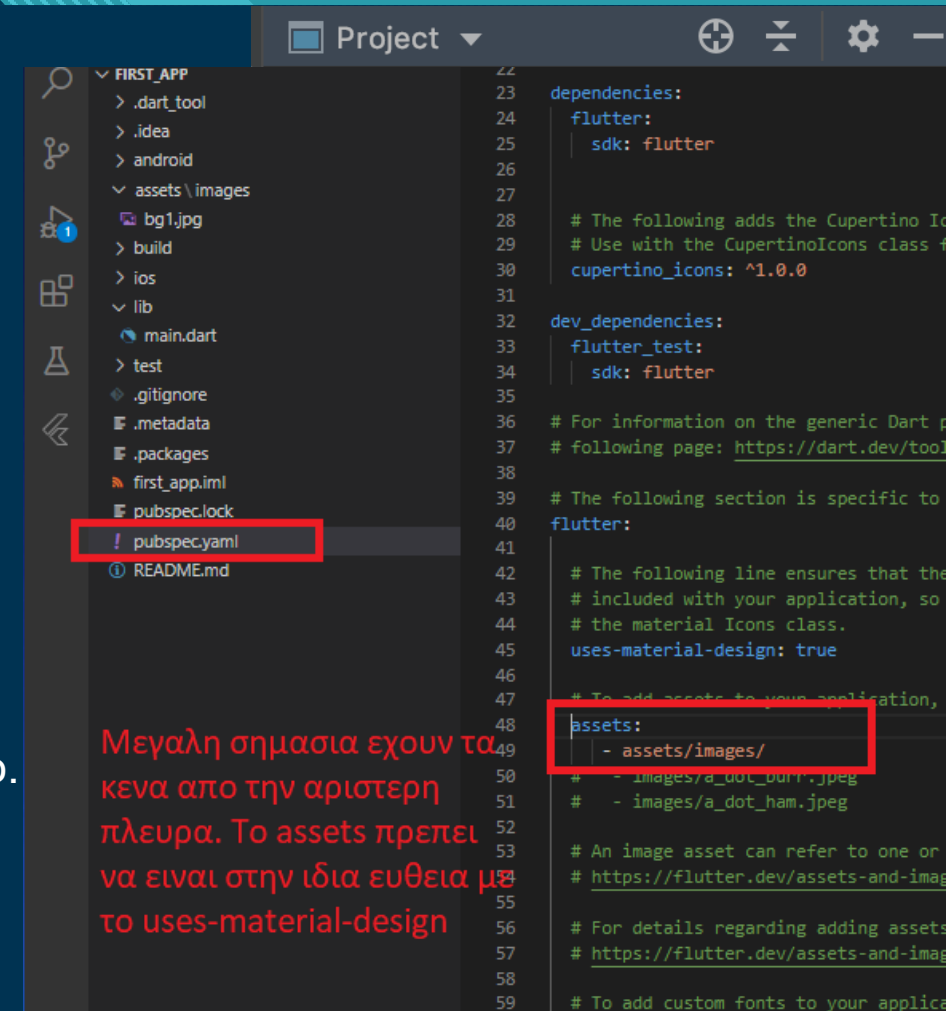 Project
FIRST_APP
.dart_tool
.idea
android
assets\images
bg1.jpg
build
ios
lib
main.dart
test
.gitignore
.metadata
.packages
first_app.iml
pubspec.lock
pubspec.yaml
README.md
1
Μεγαλη σημασια εχουν τα
κενα απο την αριστερη
πλευρα. Το assets πρεπει
να ειναι στην ιδια ευθεια με
το uses-material-design
22
23 dependencies:
24 flutter:
25 sdk: flutter
26
27
28 # The following adds the Cupertino
29 # Use with the CupertinoIcons class
30 cupertino_icons: ^1.0.0
31
32 dev_dependencies:
33 flutter_test:
34 sdk: flutter
35
36 # For information on the generic Dart
37 # following page: https://dart.dev/tool
38
39 # The following section is specific to
40 flutter:
41
42 # The following line ensures that the
43 # included with your application, so
44 # the material Icons class.
45 uses-material-design: true
46
47 # To add assets to your application,
48 assets:
49 - assets/images/
50 # - images/a_dot_burr.jpeg
51 # - images/a_dot_ham.jpeg
52
53 # An image asset can refer to one or
54 # https://flutter.dev/assets-and-imag
55
56 # For details regarding adding assets
57 # https://flutter.dev/assets-and-imag
58
59 # To add custom fonts to your applica